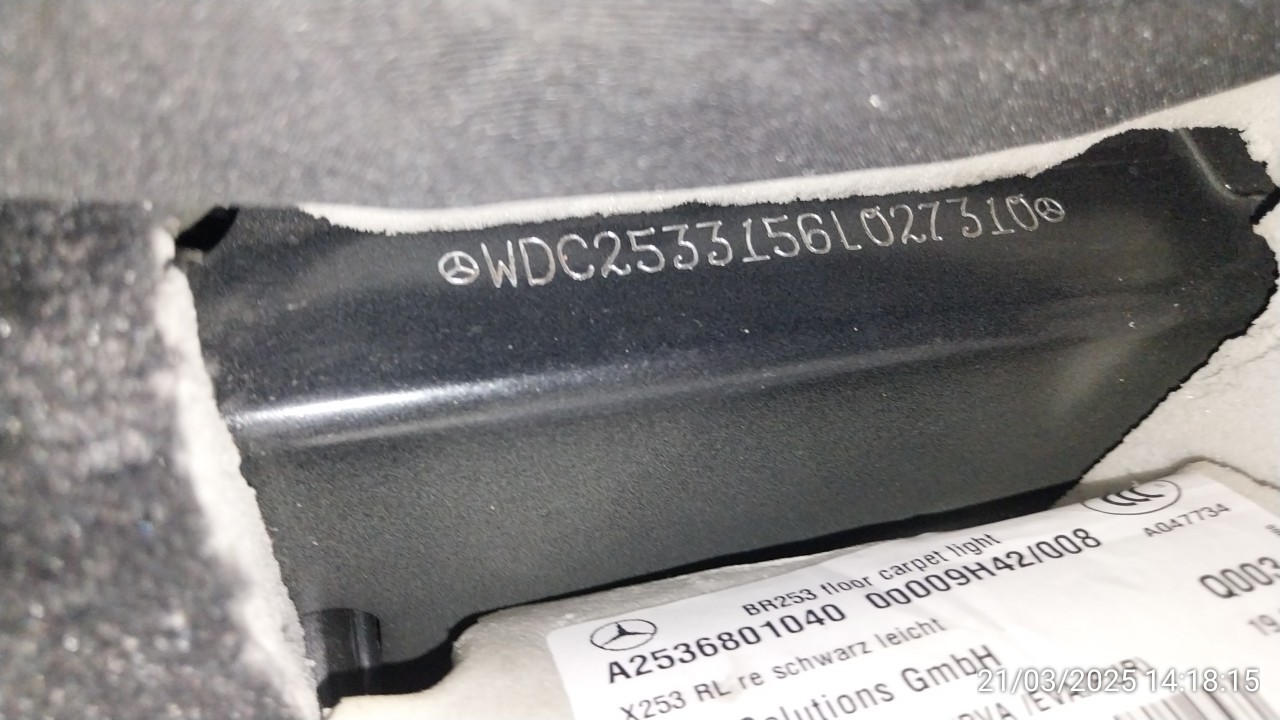 WDC2533156L027310
BR253 floor carpet light
A2536801040 00009H42/008
A047734
X253 RL re schwarz leicht
Q003
19
Solutions GmbH
21/03/2025 14:18:15